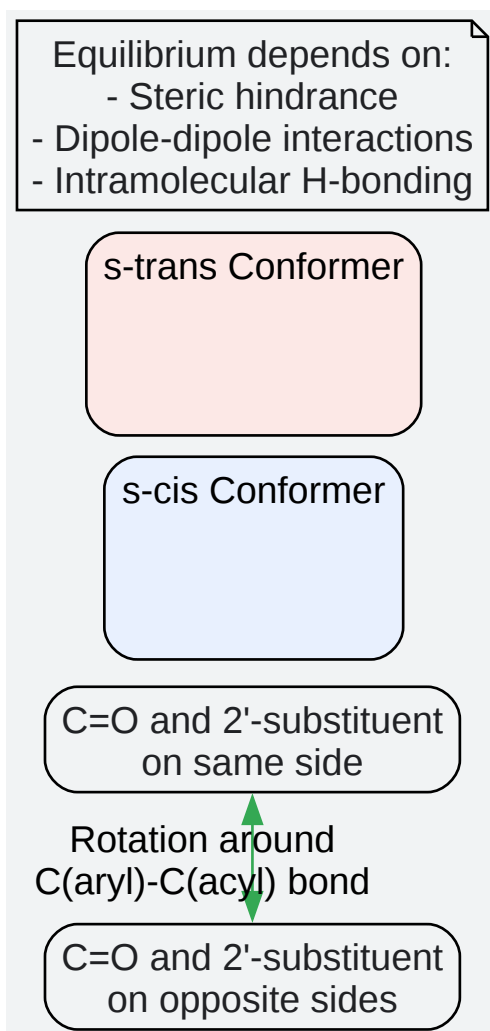 Equilibrium depends on:
- Steric hindrance
- Dipole-dipole interactions
- Intramolecular H-bonding
s-trans Conformer
s-cis Conformer
C=O and 2'-substituent
on same side
Rotation around
C(aryl)-C(acyl) bond
C=O and 2'-substituent
on opposite sides